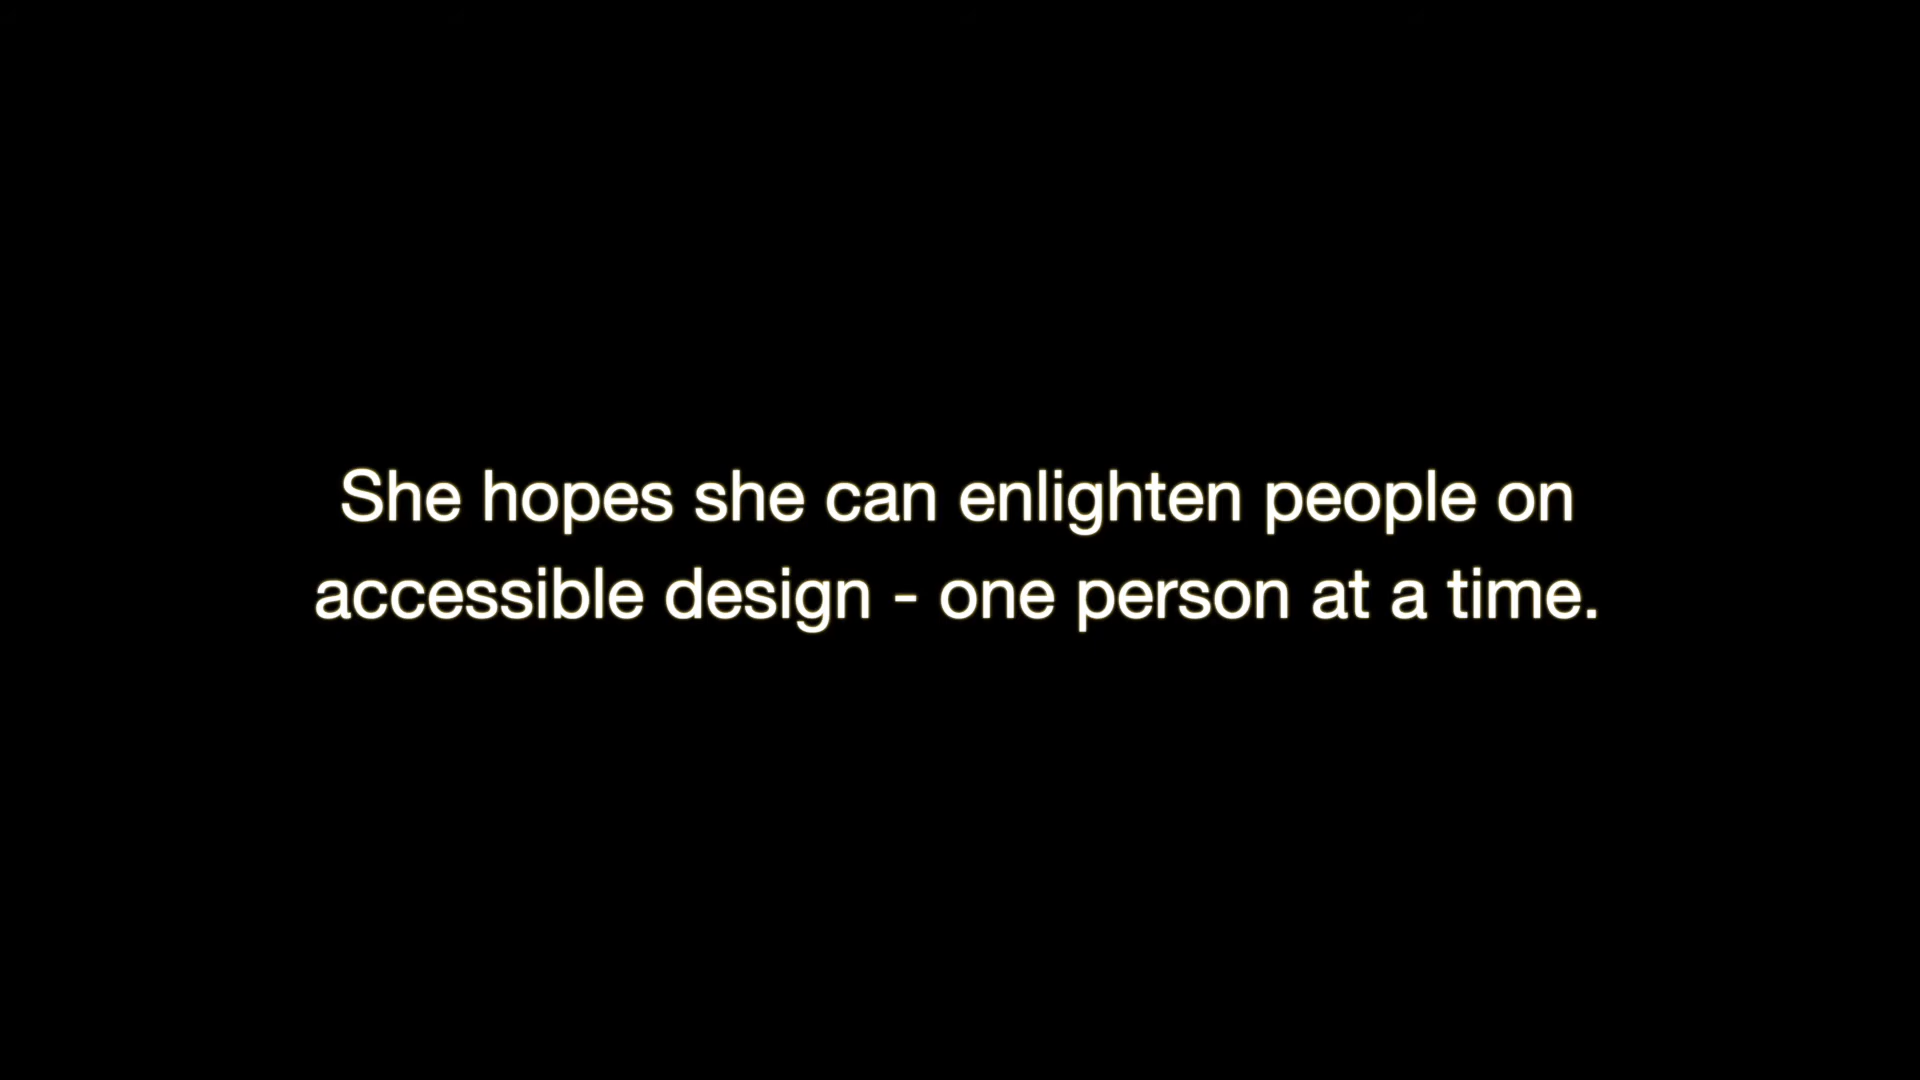 She hopes she can enlighten people on
accessible design - one person at a time.